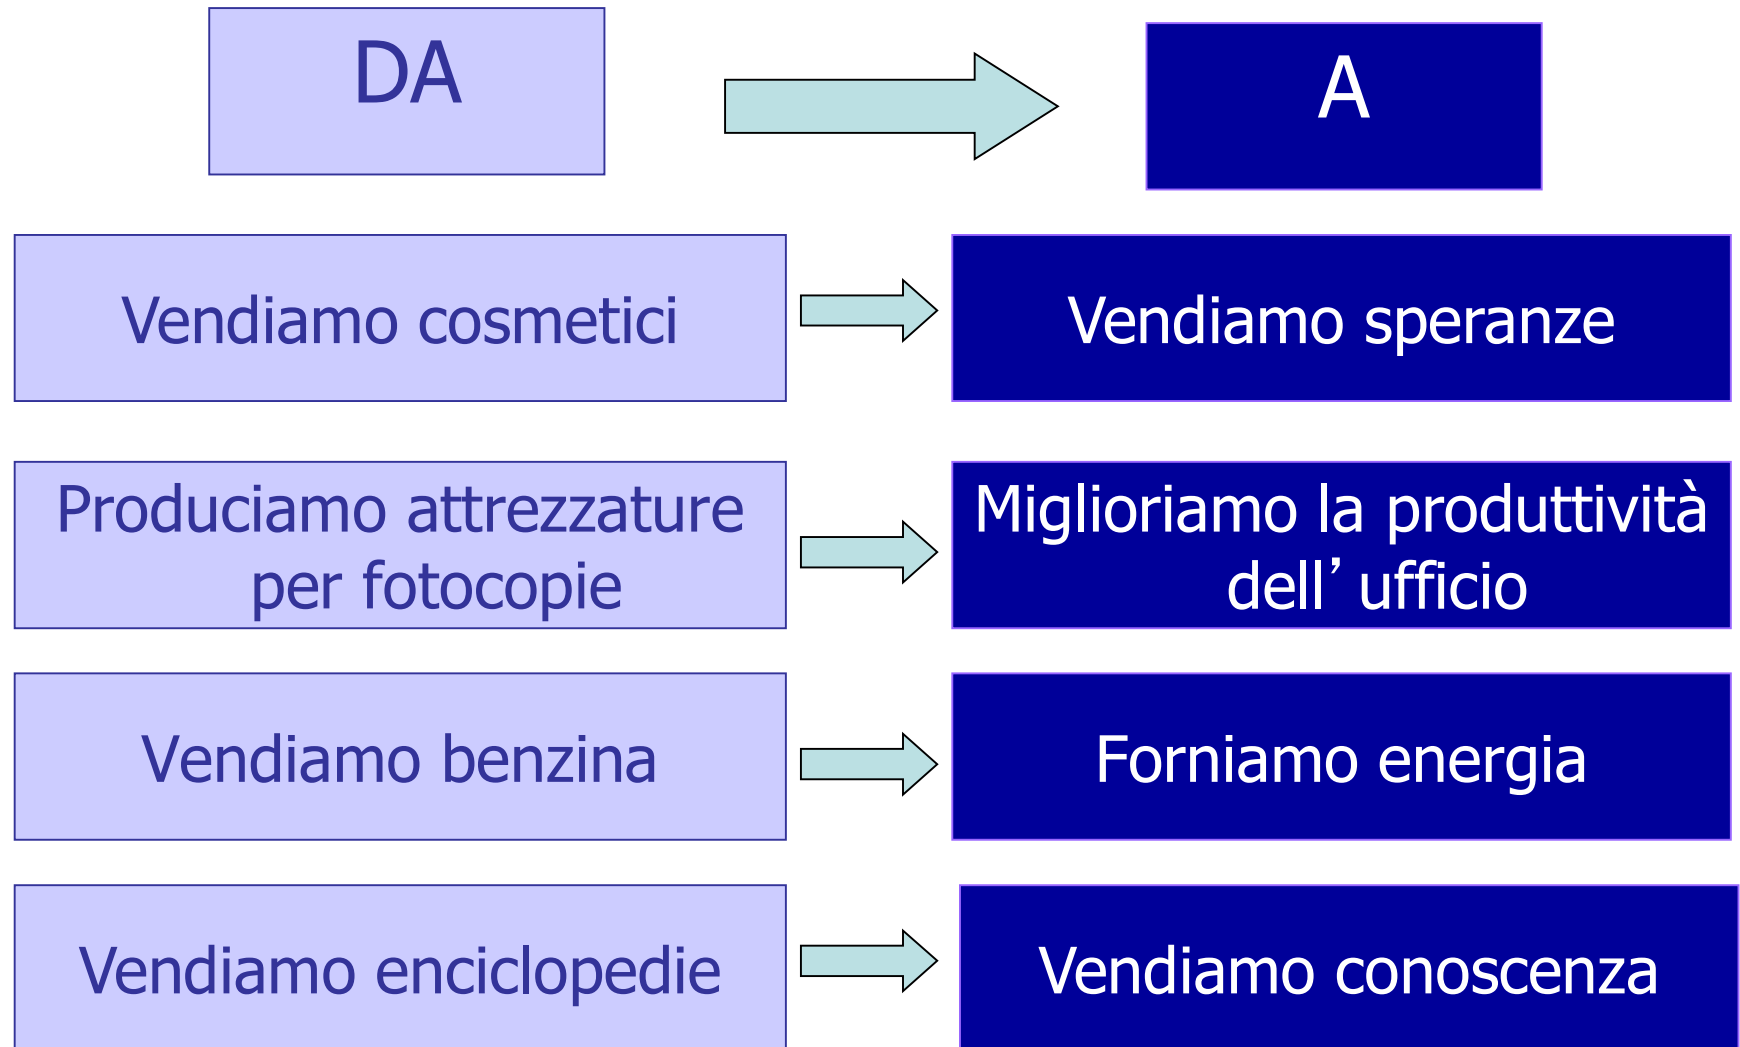 DA
A
Vendiamo cosmetici
Vendiamo speranze
Produciamo attrezzature
per fotocopie
Miglioriamo la produttività
dell’ufficio
Vendiamo benzina
Forniamo energia
Vendiamo enciclopedie
Vendiamo conoscenza